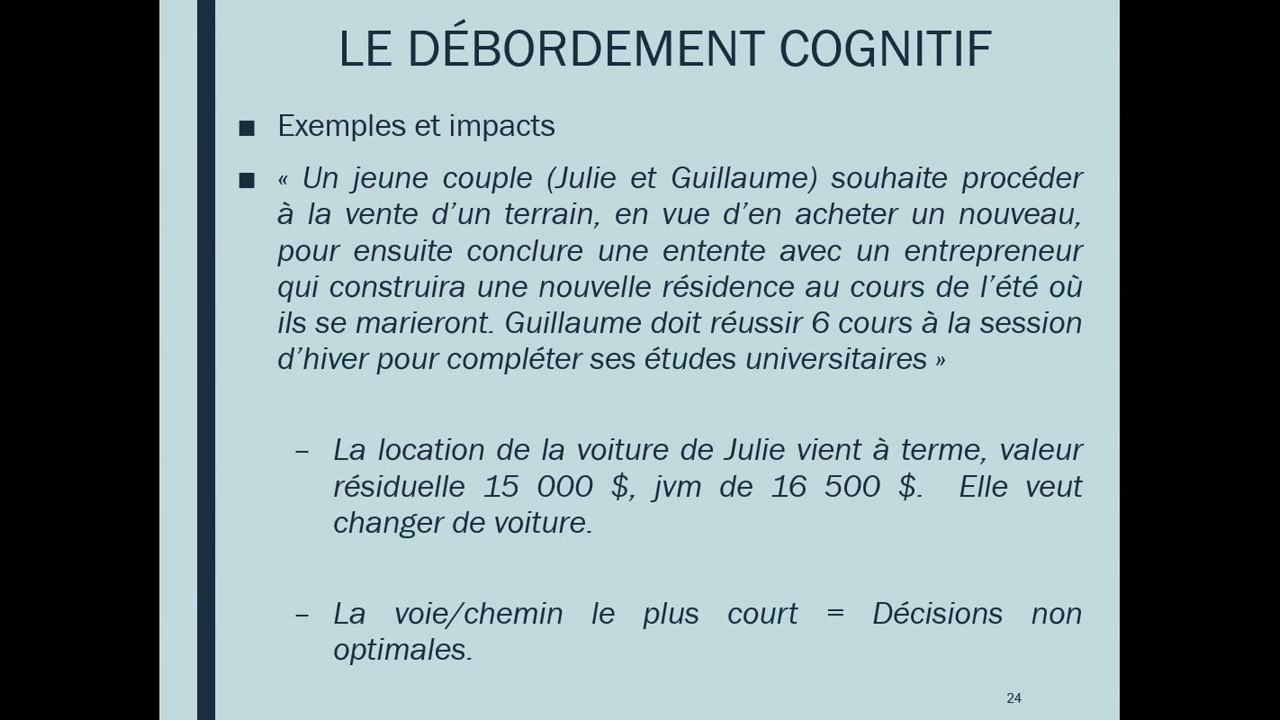 LE DÉBORDEMENT COGNITIF
■ Exemples et impacts
■ « Un jeune couple (Julie et Guillaume) souhaite procéder
à la vente d’un terrain, en vue d’en acheter un nouveau,
pour ensuite conclure une entente avec un entrepreneur
qui construira une nouvelle résidence au cours de l’été où
ils se marieront. Guillaume doit réussir 6 cours à la session
d’hiver pour compléter ses études universitaires »
– La location de la voiture de Julie vient à terme, valeur
résiduelle 15 000 $, jvm de 16 500 $. Elle veut
changer de voiture.
– La voie/chemin le plus court = Décisions non
optimales.
24